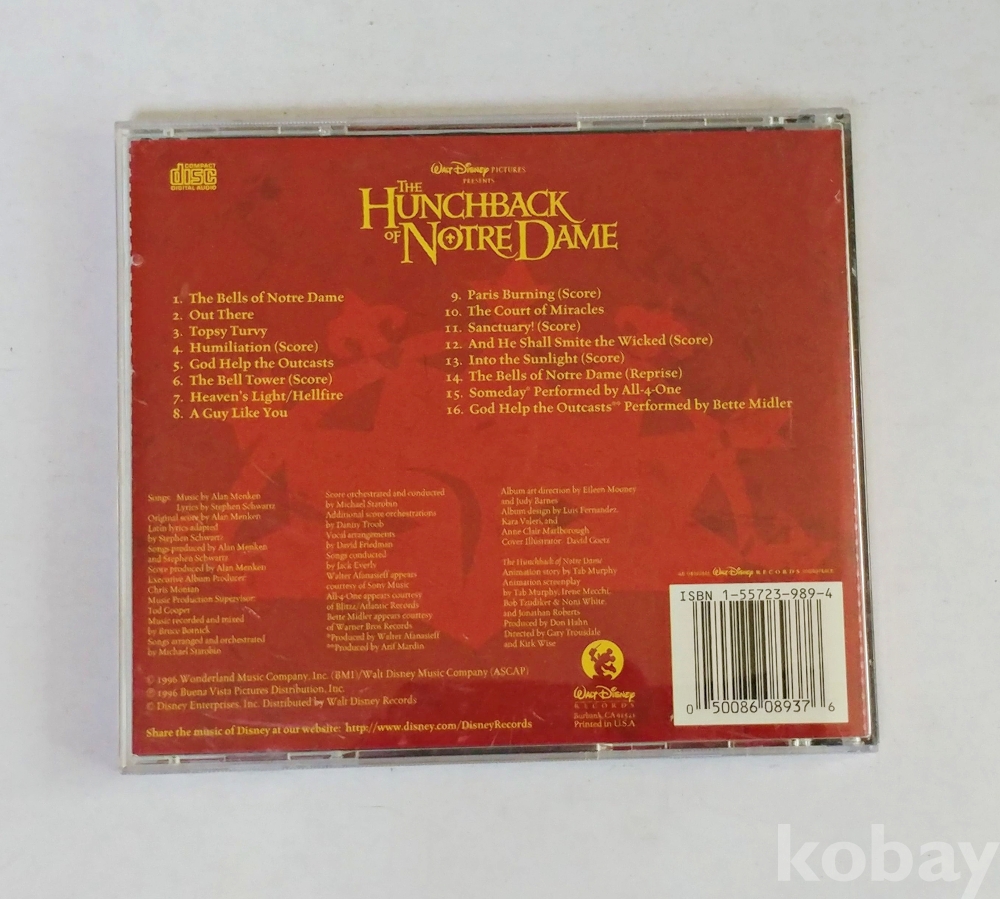 COMPACT
disc
DIGITAL AUDIO
Walt Disney PICTURES
PRESENTS
THE
HUNCHBACK
OF NOTRE DAME
1. The Bells of Notre Dame
2. Out There
3. Topsy Turvy
4. Humiliation (Score)
5. God Help the Outcasts
6. The Bell Tower (Score)
7. Heaven's Light/Hellfire
8. A Guy Like You
9. Paris Burning (Score)
10. The Court of Miracles
11. Sanctuary! (Score)
12. And He Shall Smite the Wicked (Score)
13. Into the Sunlight (Score)
14. The Bells of Notre Dame (Reprise)
15. Someday* Performed by All-4-One
16. God Help the Outcasts** Performed by Bette Midler
Songs: Music by Alan Menken
Lyrics by Stephen Schwartz
Original score by Alan Menken
Latin lyrics adapted
by Stephen Schwartz
Songs produced by Alan Menken
and Stephen Schwartz
Score produced by Alan Menken
Executive Album Producer
Chris Montan
Music Production Supervisor:
Tod Cooper
Music recorded and mixed
by Bruce Botnick
Songs arranged and orchestrated
by Michael Starobin
Score orchestrated and conducted
by Michael Starobin
Additional score orchestrations
by Danny Troob
Vocal arrangements
by David Friedman
Songs conducted
by Jack Everly
Walter Afanasieff appears
courtesy of Sony Music
All-4-One appears courtesy
of Blitzz/Atlantic Records
Bette Midler appears courtesy
of Warner Bros Records
*Produced by Walter Afanasieff
**Produced by Arif Mardin
Album art direction by Eileen Mooney
and Judy Barnes
Album design by Luis Fernandez,
Kara Valeri, and
Anne Clair Marlborough
Cover Illustrator David Goetz
The Hunchback of Notre Dame
Animation story by Tab Murphy
Animation screenplay
by Tab Murphy, Irene Mecchi,
Bob Tzudiker & Noni White,
and Jonathan Roberts
Produced by Don Hahn
Directed by Gary Trousdale
and Kirk Wise
AN ORIGINAL Walt Disney RECORDS SOUNDTRACK
ISBN 1-55723-989-4
0 50086 08937 6
Walt Disney
RECORDS
Burbank, CA 91521
Printed in U.S.A
© 1996 Wonderland Music Company, Inc. (BMI)/Walt Disney Music Company (ASCAP)
℗ 1996 Buena Vista Pictures Distribution, Inc.
© Disney Enterprises, Inc. Distributed by Walt Disney Records
Share the music of Disney at our website: http://www.disney.com/DisneyRecords
kobay